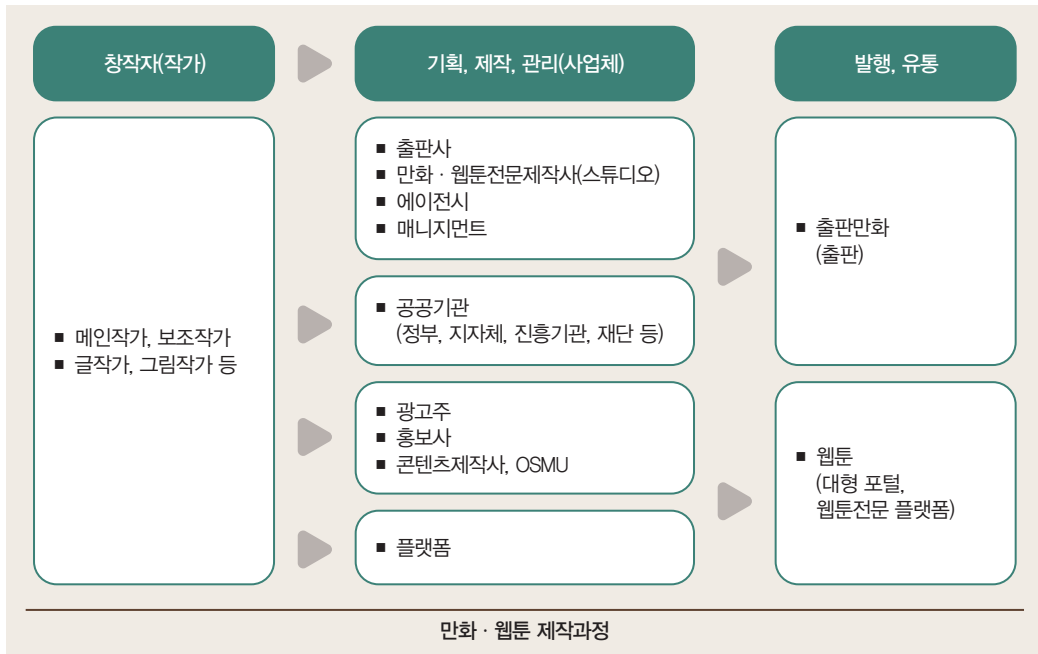 창작자(작가)
기획, 제작, 관리(사업체)
발행, 유통
■ 메인작가, 보조작가
■ 글작가, 그림작가 등
■ 출판사
■ 만화 · 웹툰전문제작사(스튜디오)
■ 에이전시
■ 매니지먼트
■ 공공기관
(정부, 지자체, 진흥기관, 재단 등)
■ 광고주
■ 홍보사
■ 콘텐츠제작사, OSMU
■ 플랫폼
■ 출판만화
(출판)
■ 웹툰
(대형 포털,
웹툰전문 플랫폼)
만화 · 웹툰 제작과정